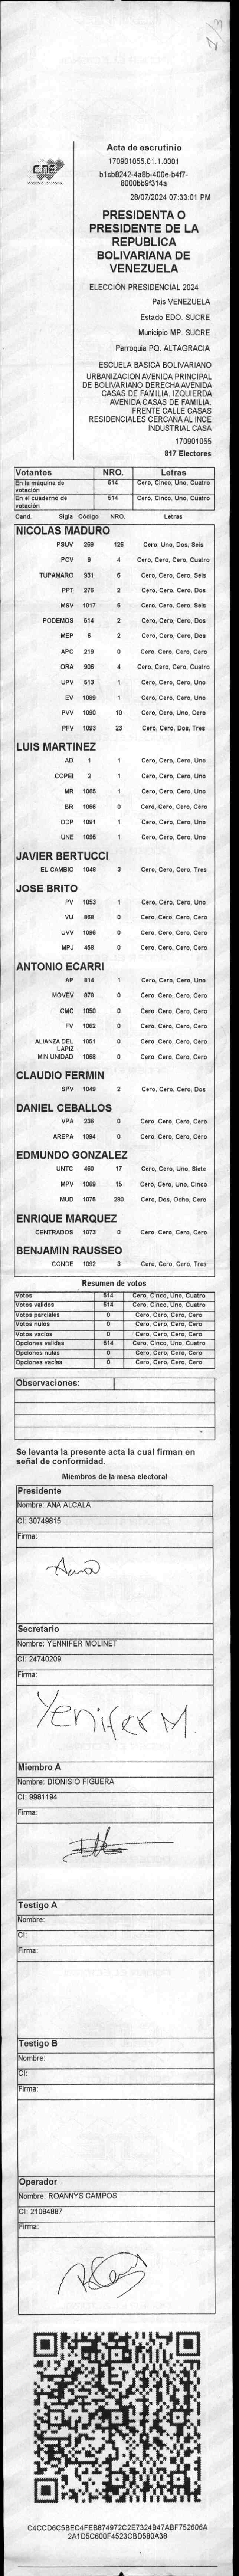 1/3
CNE
Acta de escrutinio
170901055.01.1.0001
b1cb8242-4a8b-400e-b4f7-
8000bb9f314a
28/07/2024 07:33:01 PM
PRESIDENTA O
PRESIDENTE DE LA
REPUBLICA
BOLIVARIANA DE
VENEZUELA
ELECCIÓN PRESIDENCIAL 2024
Pais VENEZUELA
Estado EDO. SUCRE
Municipio MP. SUCRE
Parroquia PQ. ALTAGRACIA
ESCUELA BASICA BOLIVARIANO
URBANIZACION AVENIDA PRINCIPAL
DE BOLIVARIANO DERECHA AVENIDA
CASAS DE FAMILIA. IZQUIERDA
AVENIDA CASAS DE FAMILIA.
FRENTE CALLE CASAS
RESIDENCIALES CERCANA AL INCE
INDUSTRIAL CASA
170901055
817 Electores
Votantes NRO. Letras
En la máquina de votación 514 Cero, Cinco, Uno, Cuatro
En el cuaderno de votación 514 Cero, Cinco, Uno, Cuatro
Cand. Sigla Código NRO. Letras
NICOLAS MADURO
PSUV 269 126 Cero, Uno, Dos, Seis
PCV 9 4 Cero, Cero, Cero, Cuatro
TUPAMARO 931 6 Cero, Cero, Cero, Seis
PPT 276 2 Cero, Cero, Cero, Dos
MSV 1017 6 Cero, Cero, Cero, Seis
PODEMOS 514 2 Cero, Cero, Cero, Dos
MEP 6 2 Cero, Cero, Cero, Dos
APC 219 0 Cero, Cero, Cero, Cero
ORA 906 4 Cero, Cero, Cero, Cuatro
UPV 513 1 Cero, Cero, Cero, Uno
EV 1089 1 Cero, Cero, Cero, Uno
PVV 1090 10 Cero, Cero, Uno, Cero
PFV 1093 23 Cero, Cero, Dos, Tres
LUIS MARTINEZ
AD 1 1 Cero, Cero, Cero, Uno
COPEI 2 1 Cero, Cero, Cero, Uno
MR 1065 1 Cero, Cero, Cero, Uno
BR 1066 0 Cero, Cero, Cero, Cero
DDP 1091 1 Cero, Cero, Cero, Uno
UNE 1095 1 Cero, Cero, Cero, Uno
JAVIER BERTUCCI
EL CAMBIO 1048 3 Cero, Cero, Cero, Tres
JOSE BRITO
PV 1053 1 Cero, Cero, Cero, Uno
VU 868 0 Cero, Cero, Cero, Cero
UVV 1096 0 Cero, Cero, Cero, Cero
MPJ 458 0 Cero, Cero, Cero, Cero
ANTONIO ECARRI
AP 814 1 Cero, Cero, Cero, Uno
MOVEV 878 0 Cero, Cero, Cero, Cero
CMC 1050 0 Cero, Cero, Cero, Cero
FV 1062 0 Cero, Cero, Cero, Cero
ALIANZA DEL LAPIZ 1051 0 Cero, Cero, Cero, Cero
MIN UNIDAD 1058 0 Cero, Cero, Cero, Cero
CLAUDIO FERMIN
SPV 1049 2 Cero, Cero, Cero, Dos
DANIEL CEBALLOS
VPA 236 0 Cero, Cero, Cero, Cero
AREPA 1094 0 Cero, Cero, Cero, Cero
EDMUNDO GONZALEZ
UNTC 460 17 Cero, Cero, Uno, Siete
MPV 1069 15 Cero, Cero, Uno, Cinco
MUD 1075 280 Cero, Dos, Ocho, Cero
ENRIQUE MARQUEZ
CENTRADOS 1073 0 Cero, Cero, Cero, Cero
BENJAMIN RAUSSEO
CONDE 1092 3 Cero, Cero, Cero, Tres
Resumen de votos
Votos 514 Cero, Cinco, Uno, Cuatro
Votos validos 514 Cero, Cinco, Uno, Cuatro
Votos parciales 0 Cero, Cero, Cero, Cero
Votos nulos 0 Cero, Cero, Cero, Cero
Votos vacios 0 Cero, Cero, Cero, Cero
Opciones validas 514 Cero, Cinco, Uno, Cuatro
Opciones nulas 0 Cero, Cero, Cero, Cero
Opciones vacias 0 Cero, Cero, Cero, Cero
Observaciones:
Se levanta la presente acta la cual firman en
señal de conformidad.
Miembros de la mesa electoral
Presidente
Nombre: ANA ALCALA
CI: 30749815
Firma:
Ana
Secretario
Nombre: YENNIFER MOLINET
CI: 24740209
Firma:
Yenifer M.
Miembro A
Nombre: DIONISIO FIGUERA
CI: 9981194
Firma:
Testigo A
Nombre:
CI:
Firma:
Testigo B
Nombre:
CI:
Firma:
Operador
Nombre: ROANNYS CAMPOS
CI: 21094887
Firma:
C4CCD6C5BEC4FEB874972C2E7324B47ABF752606A
2A1D5C600F4523CBD580A38